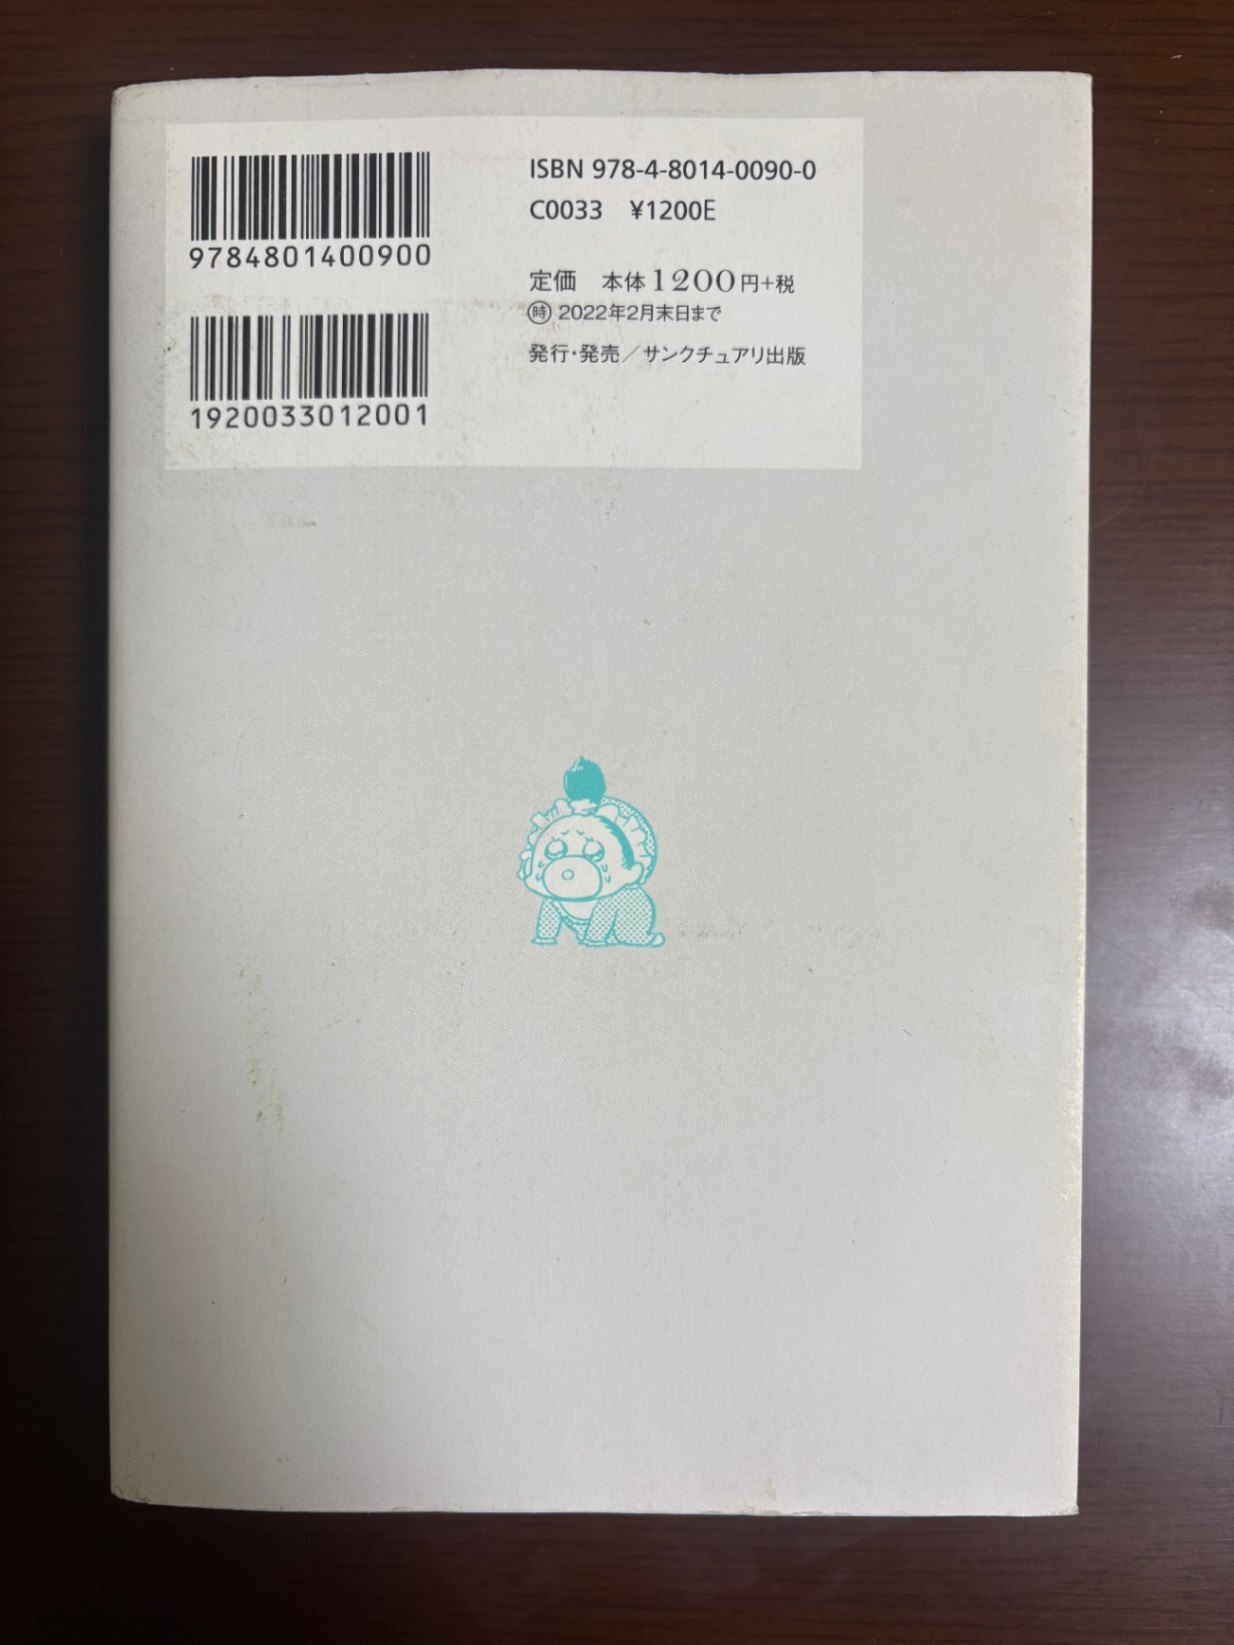 ISBN 978-4-8014-0090-0
C0033 ¥1200E
9784801400900
定価 本体1200円+税
時 2022年2月末日まで
発行・発売/サンクチュアリ出版
1920033012001